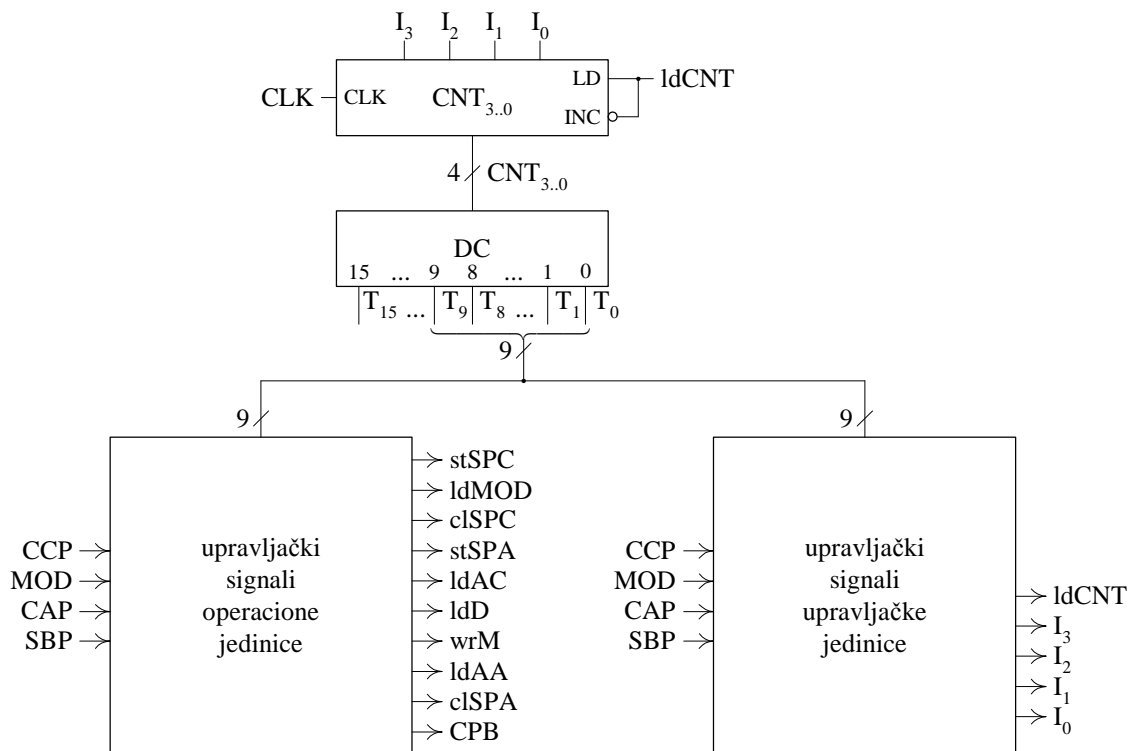 I3 I2 I1 I0
CLK CLK CNT3..0 LD ldCNT
INC
4 CNT3..0
DC
15 ... 9 8 ... 1 0
T15 ... T9 T8 ... T1 T0
9
9 9
stSPC
ldMOD
clSPC
CCP upravljački stSPA CCP upravljački
MOD signali ldAC MOD signali
CAP operacione ldD CAP upravljačke ldCNT
SBP jedinice wrM SBP jedinice I3
ldAA I2
clSPA I1
CPB I0